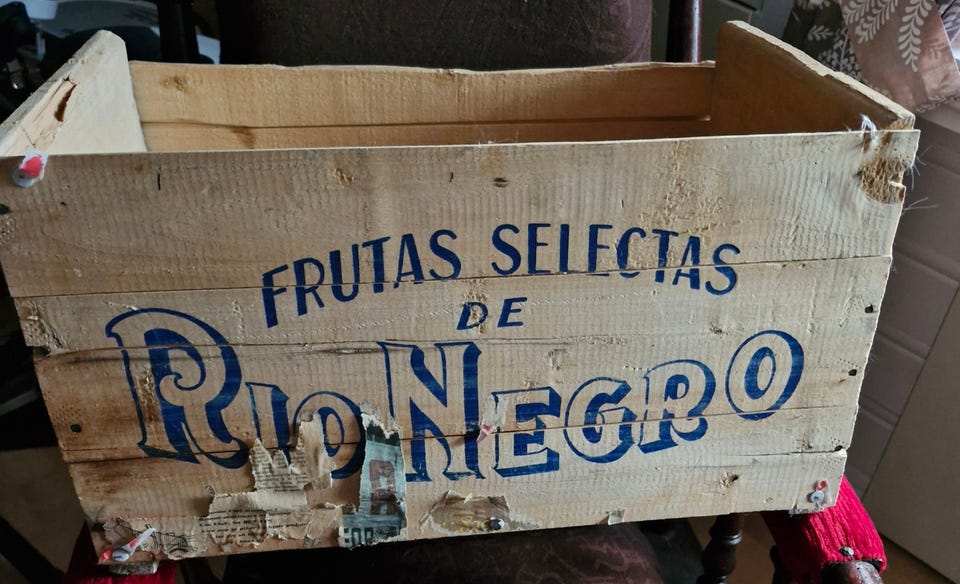 FRUTAS SELECTAS
DE
RIO NEGRO